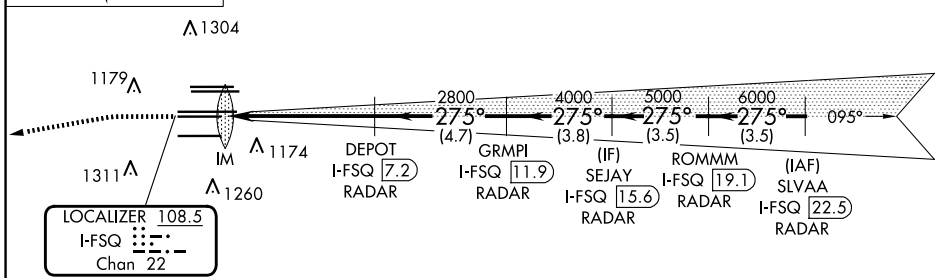 1304
1179
2800
4000
5000
6000
275°
275°
275°
275°
095°
(4.7)
(3.8)
(3.5)
(3.5)
IM
1174
1311
1260
DEPOT
I-FSQ 7.2
RADAR
GRMPI
I-FSQ 11.9
RADAR
(IF)
SEJAY
I-FSQ 15.6
RADAR
ROMMM
I-FSQ 19.1
RADAR
(IAF)
SLVAA
I-FSQ 22.5
RADAR
LOCALIZER 108.5
I-FSQ
Chan 22